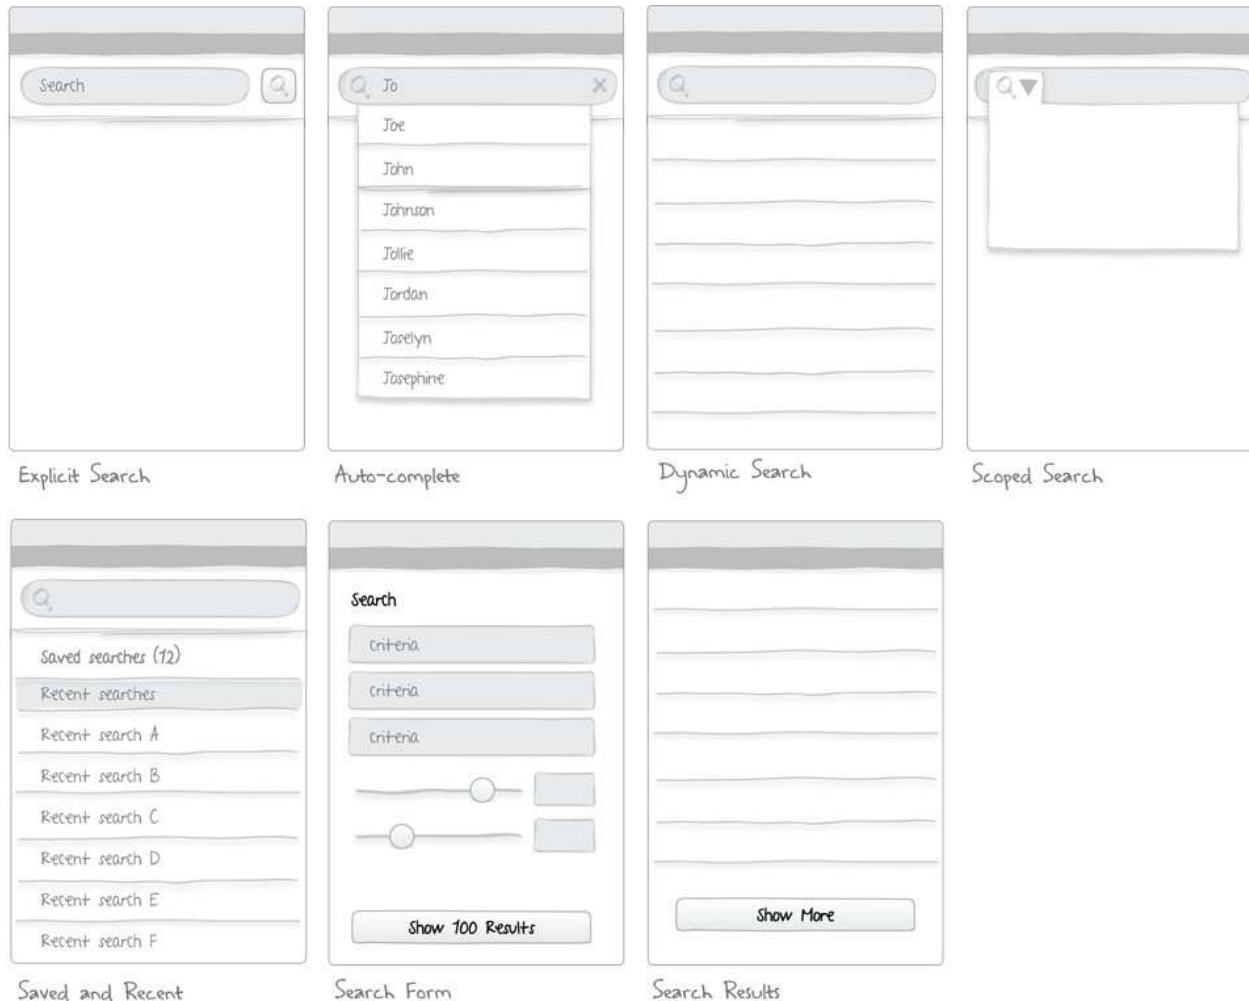 Search
Explicit Search
Jo
Joe
John
Johnson
Jollie
Jordan
Joselyn
Josephine
Auto-complete
Dynamic Search
Scoped Search
Saved searches (12)
Recent searches
Recent search A
Recent search B
Recent search C
Recent search D
Recent search E
Recent search F
Saved and Recent
Search
criteria
criteria
criteria
Show 100 Results
Search Form
Show More
Search Results